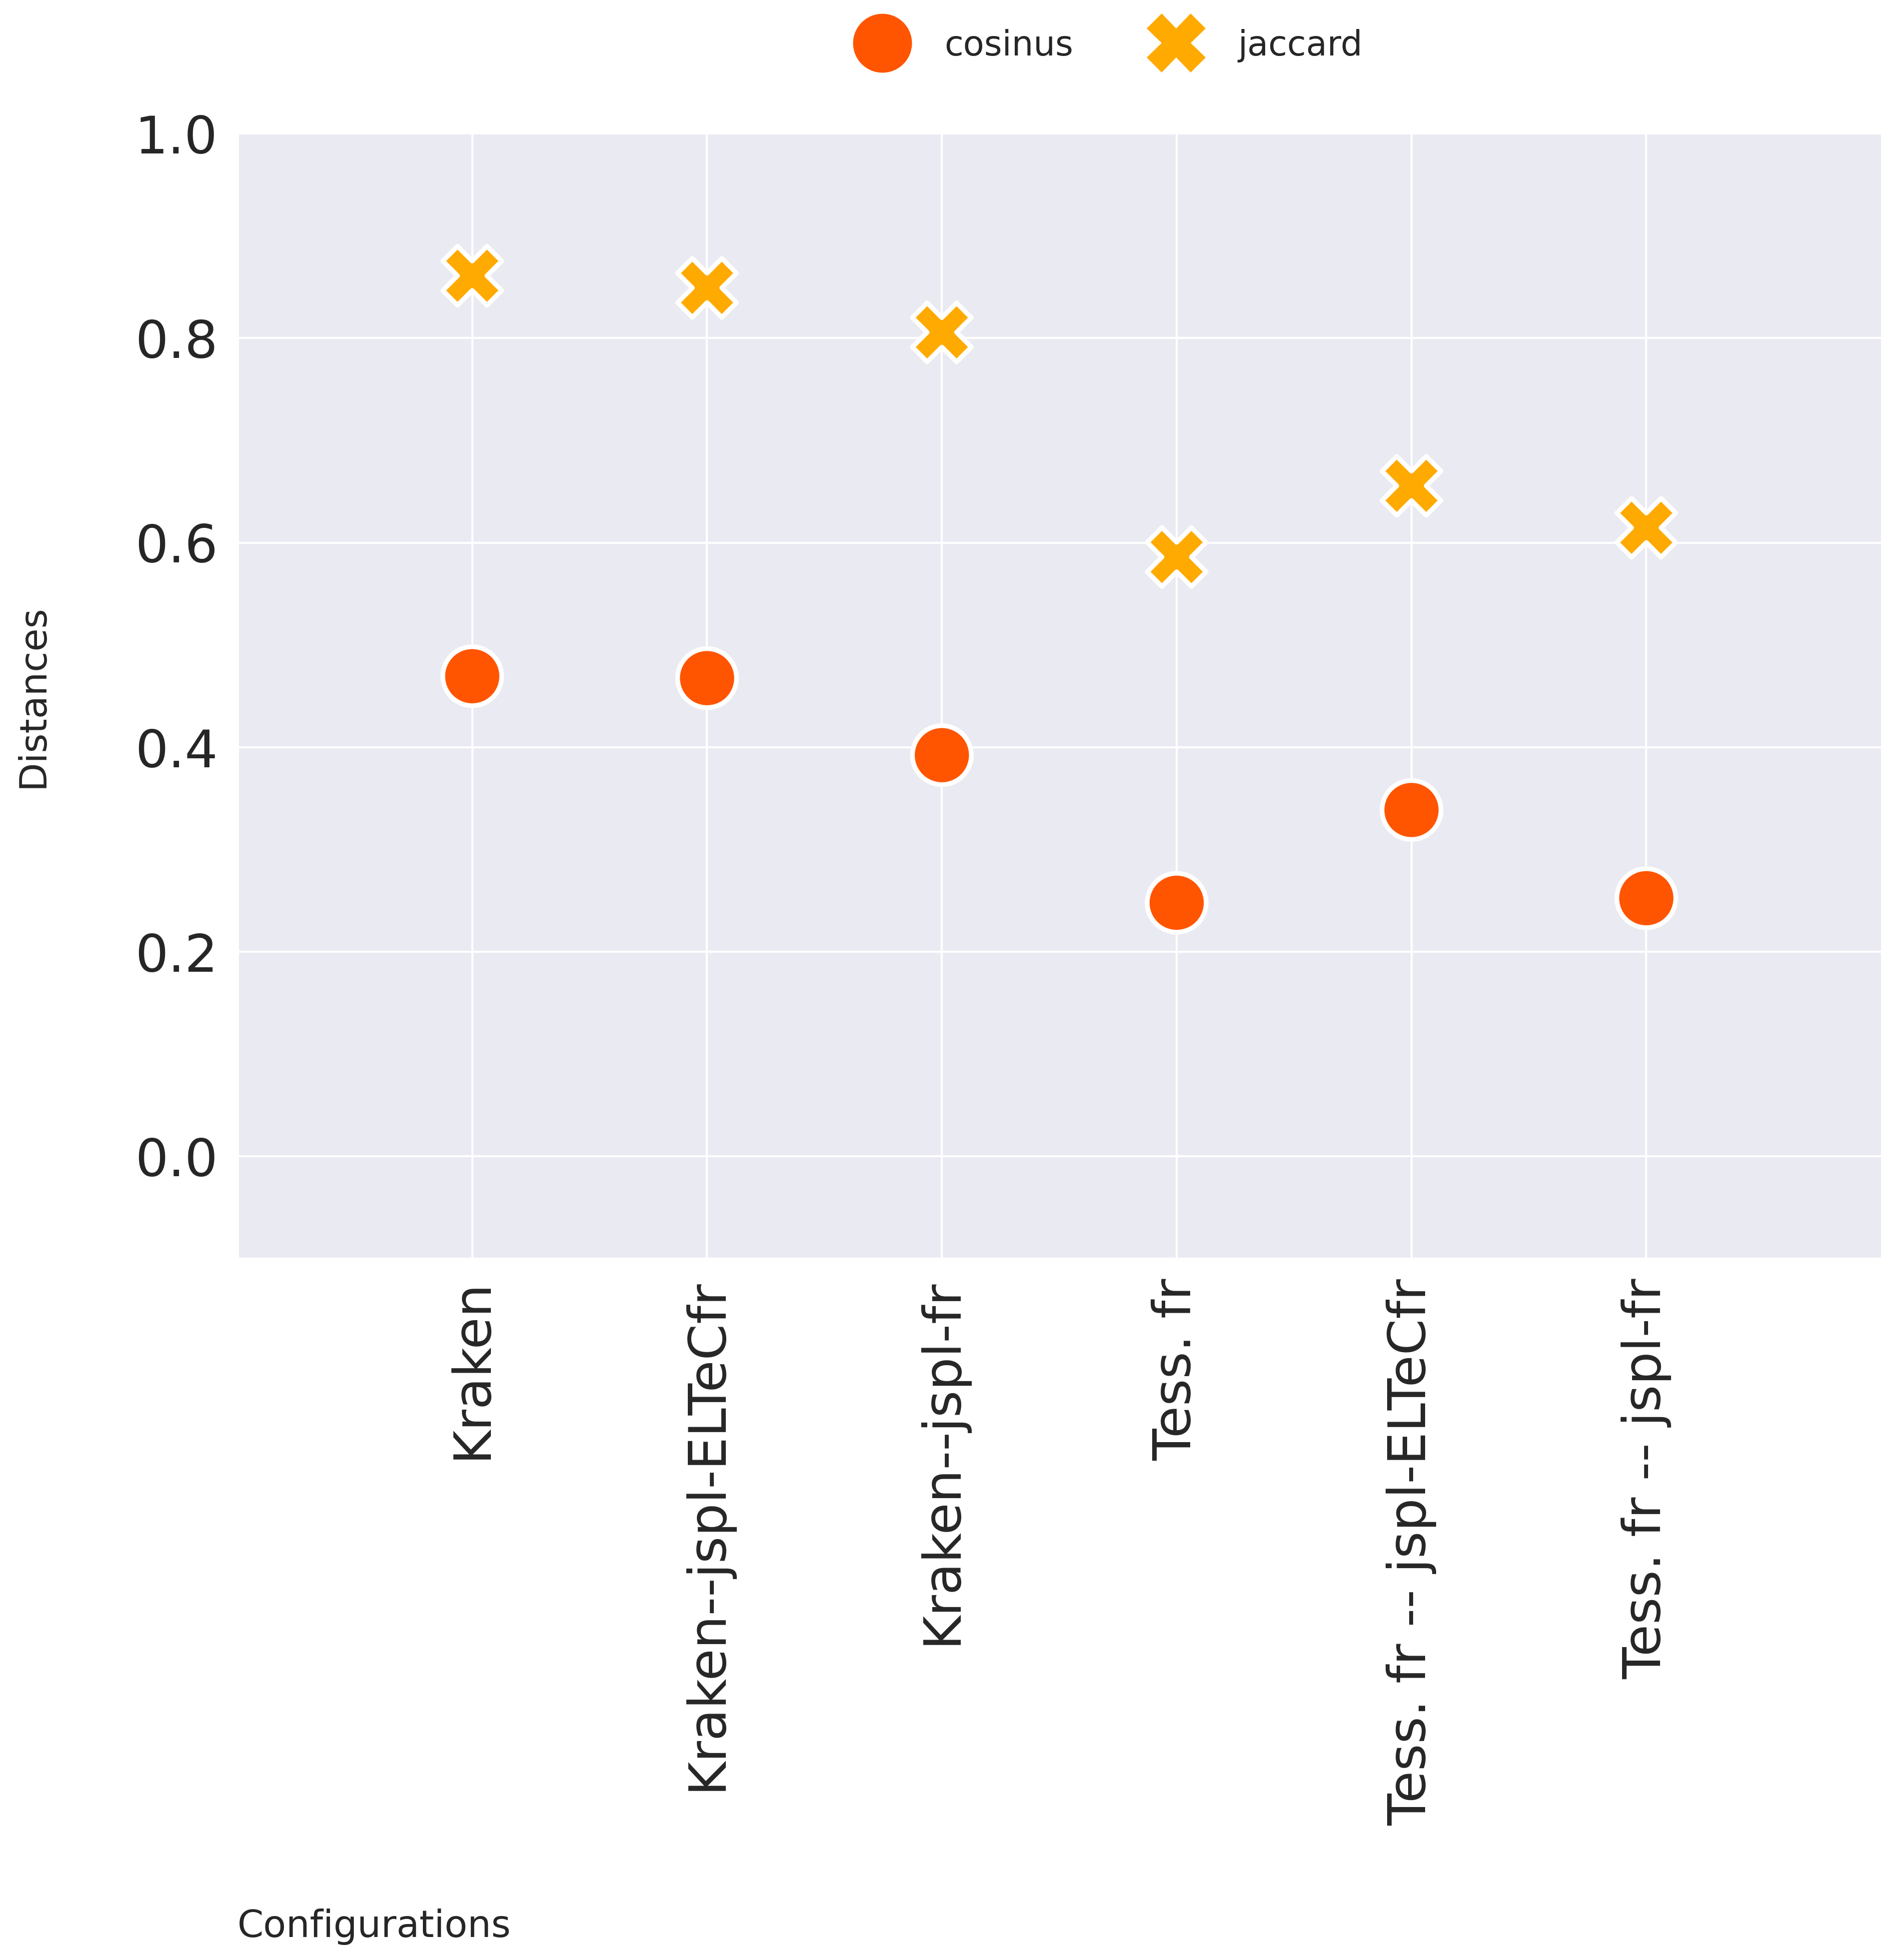 cosinus jaccard
1.0
0.8
0.6
0.4
0.2
0.0
Distances
Kraken
Kraken--jspl-ELTeCfr
Kraken--jspl-fr
Tess. fr
Tess. fr -- jspl-ELTeCfr
Tess. fr -- jspl-fr
Configurations